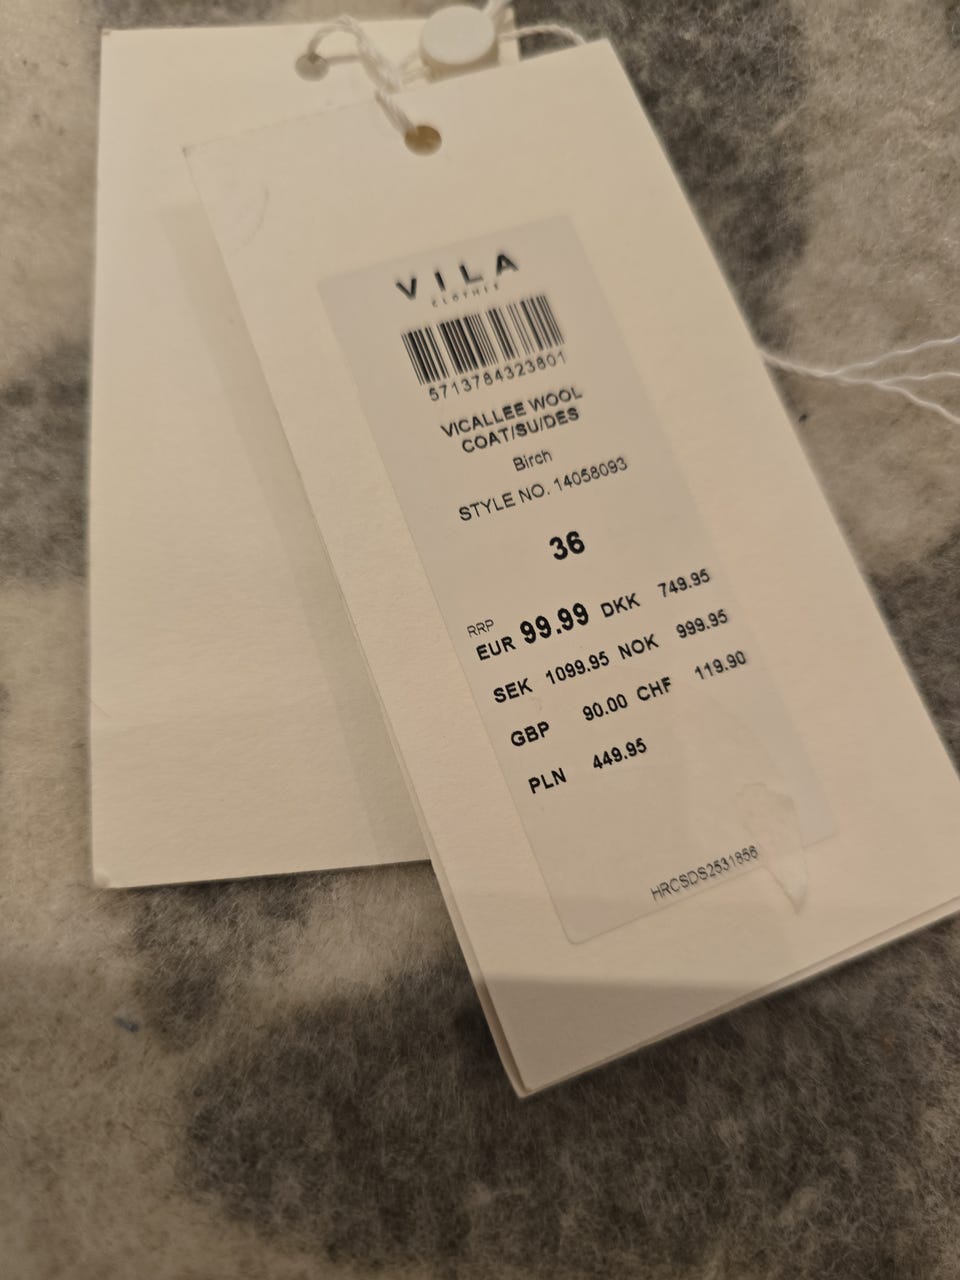 VILA
CLOTHES
5713784323801
VICALLEE WOOL
COAT/SU/DES
Birch
STYLE NO. 14058093
36
RRP
EUR 99.99 DKK 749.95
SEK 1099.95 NOK 999.95
GBP 90.00 CHF 119.90
PLN 449.95
HRCSDS2531856